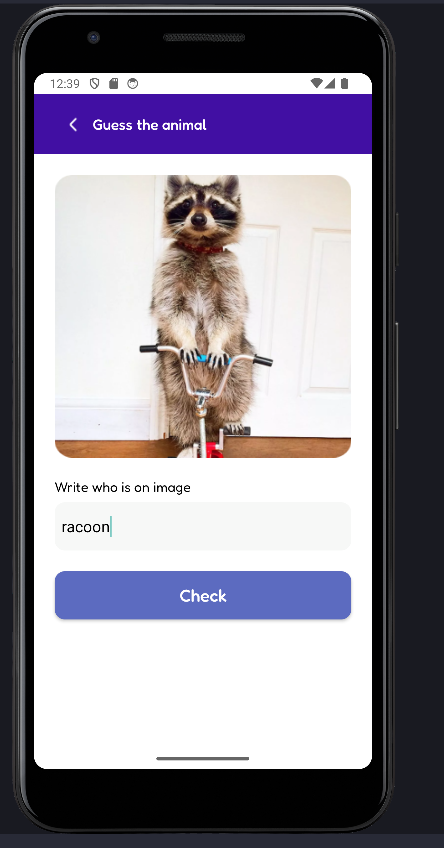 12:39
Guess the animal
Write who is on image
racoon
Check